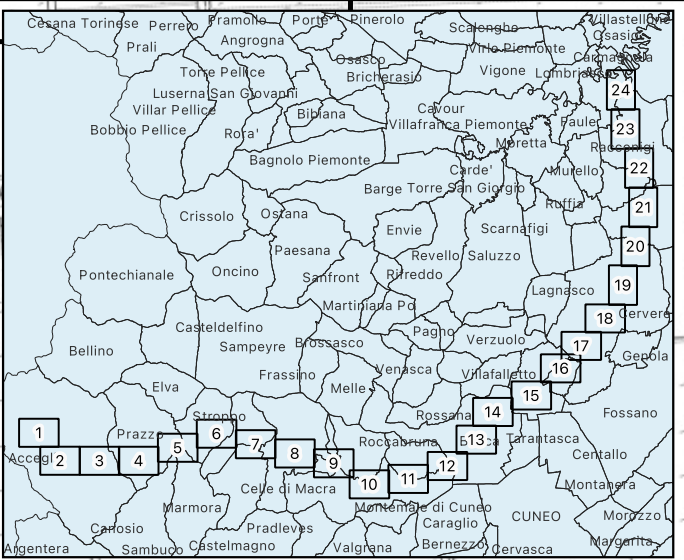 Cesana Torinese Perrero Pramollo Porte Pinerolo Villastellone
Scalenghe Osasio
Prali Angrogna Virle Piemonte
Osasco Carmagnola
Torre Pellice Bricherasio Vigone Lombriasco
24
Luserna San Giovanni
Villar Pellice Bibiana Cavour
Bobbio Pellice Rora' Villafranca Piemonte Faule 23
Moretta Racconigi
Bagnolo Piemonte Carde' Murello 22
Barge Torre San Giorgio
Crissolo Ostana Ruffia 21
Envie Scarnafigi
Paesana Revello Saluzzo 20
Pontechianale Oncino Sanfront Rifreddo
Lagnasco 19
Martiniana Po
18 Cervere
Casteldelfino Pagno
Bellino Sampeyre Brossasco Verzuolo 17
Genola
Frassino Venasca Villafalletto 16
Elva Melle
15
Stroppo Rossana 14 Fossano
1 Prazzo 6
5 7 Roccabruna 13 Tarantasca
Accegl 2 3 4 8 9 12 Centallo
10 11
Celle di Macra Montanera
Marmora Montemale di Cuneo
Canosio Pradleves Caraglio CUNEO Morozzo
Argentera Sambuco Castelmagno Valgrana Bernezzo Cervasca Margarita